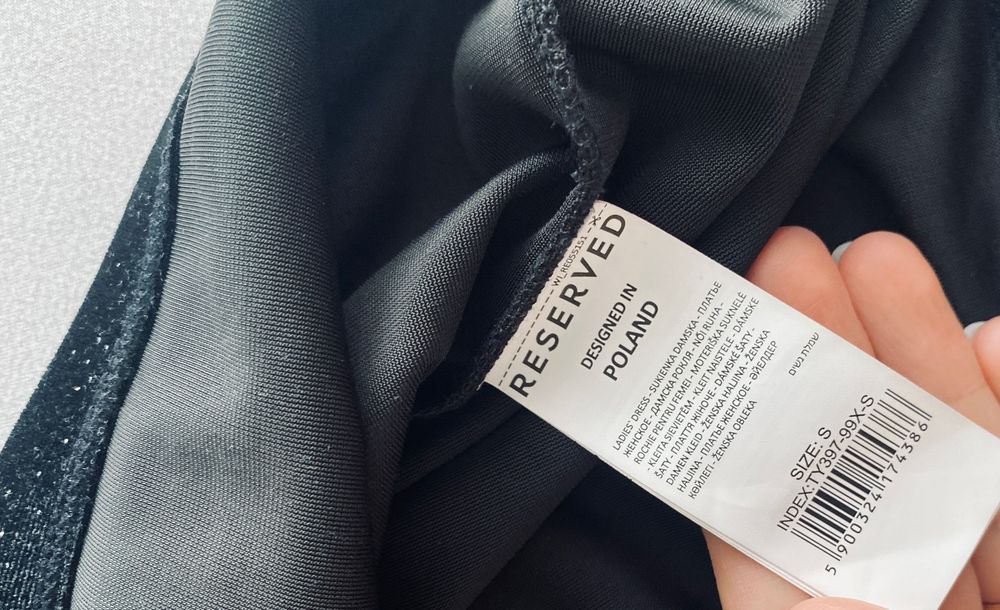 WI_RE0551S1 - X -
RESERVED
DESIGNED IN
POLAND
LADIES' DRESS - SUKIENKA DAMSKA - ПЛАТЬЕ
ЖЕНСКОЕ - ДАМСКА РОКЛЯ - NŐI RUHA -
ROCHIE PENTRU FEMEI - MOTERIŠKA SUKNELĖ
- KLEITA SIEVIETĒM - KLEIT NAISTELE - DÁMSKE
ŠATY - ПЛАТТЯ ЖІНОЧЕ - DÁMSKÉ ŠATY -
DAMEN KLEID - ŽENSKA HALJINA - ŽENSKA
HALJINA - ПЛАТЬЕ ЖЕНСКОЕ - ӘЙЕЛДЕР
КӨЙЛЕГІ - ŽENSKA OBLEKA
שמלת נשים
SIZE: S
INDEX:TY397-99X-S
5 900324 174386